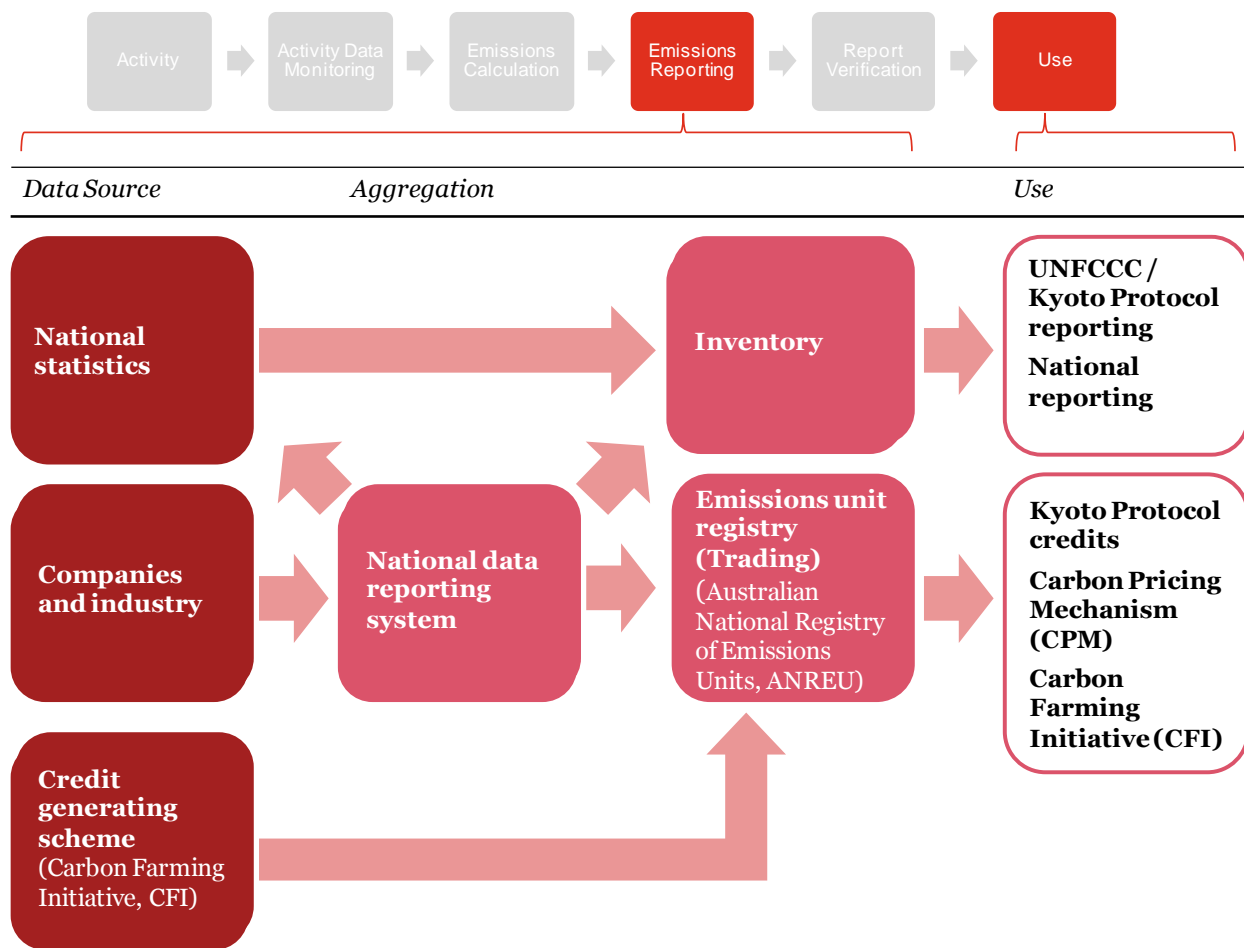 Activity
Activity Data
Monitoring
Emissions
Calculation
Emissions
Reporting
Report
Verification
Use
Data Source
Aggregation
Use
National
statistics
Inventory
UNFCCC /
Kyoto Protocol
reporting
National
reporting
Companies
and industry
National data
reporting
system
Emissions unit
registry
(Trading)
(Australian
National Registry
of Emissions
Units, ANREU)
Kyoto Protocol
credits
Carbon Pricing
Mechanism
(CPM)
Carbon
Farming
Initiative (CFI)
Credit
generating
scheme
(Carbon Farming
Initiative, CFI)